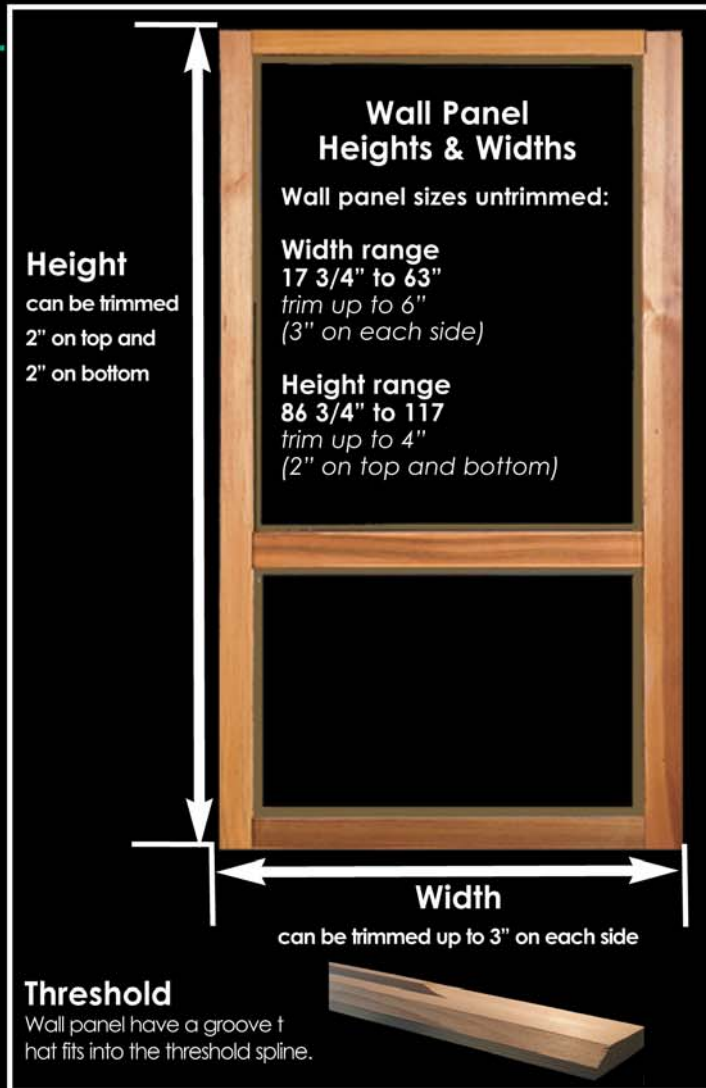 Wall Panel
Heights & Widths
Wall panel sizes untrimmed:
Width range
17 3/4” to 63”
trim up to 6”
(3” on each side)
Height range
86 3/4” to 117
trim up to 4”
(2” on top and bottom)
Height
can be trimmed
2” on top and
2” on bottom
Width
can be trimmed up to 3” on each side
Threshold
Wall panel have a groove t
hat fits into the threshold spline.